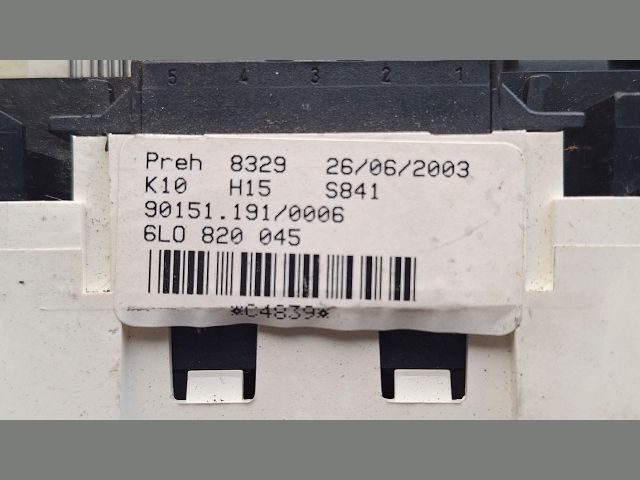 5 4 3 2 1
Preh 8329 26/06/2003
K10 H15 S841
90151.191/0006
6L0 820 045
*C4839*